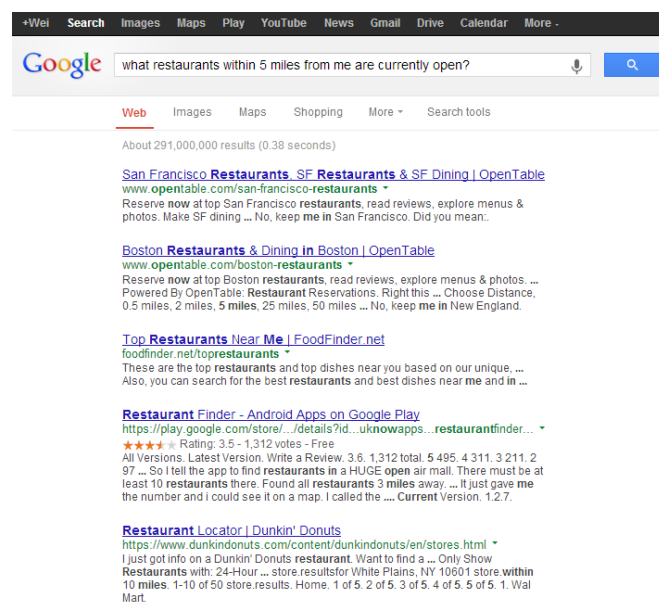 +Wei Search Images Maps Play YouTube News Gmail Drive Calendar More
Google what restaurants within 5 miles from me are currently open?
Web Images Maps Shopping More Search tools
About 291,000,000 results (0.38 seconds)
San Francisco Restaurants, SF Restaurants & SF Dining | OpenTable
www.opentable.com/san-francisco-restaurants
Reserve now at top San Francisco restaurants, read reviews, explore menus &
photos. Make SF dining ... No, keep me in San Francisco. Did you mean:.
Boston Restaurants & Dining in Boston | OpenTable
www.opentable.com/boston-restaurants
Reserve now at top Boston restaurants, read reviews, explore menus & photos. ...
Powered By OpenTable: Restaurant Reservations. Right this ... Choose Distance,
0.5 miles, 2 miles, 5 miles, 25 miles, 50 miles ... No, keep me in New England.
Top Restaurants Near Me | FoodFinder.net
foodfinder.net/toprestaurants
These are the top restaurants and top dishes near you based on our unique, ...
Also, you can search for the best restaurants and best dishes near me and in ...
Restaurant Finder - Android Apps on Google Play
https://play.google.com/store/.../details?id...uknowapps...restaurantfinder...
Rating: 3.5 - 1,312 votes - Free
All Versions. Latest Version. Write a Review. 3.6. 1,312 total. 5 495. 4 311. 3 211. 2
97 ... So I tell the app to find restaurants in a HUGE open air mall. There must be at
least 10 restaurants there. Found all restaurants 3 miles away. ... It just gave me
the number and i could see it on a map. I called the .... Current Version. 1.2.7.
Restaurant Locator | Dunkin' Donuts
https://www.dunkindonuts.com/content/dunkindonuts/en/stores.html
I just got info on a Dunkin' Donuts restaurant. Want to find a ... Only Show
Restaurants with: 24-Hour ... store.resultsfor White Plains, NY 10601 store.within
10 miles. 1-10 of 50 store.results. Home. 1 of 5. 2 of 5. 3 of 5. 4 of 5. 5 of 5. 1. Wal
Mart.